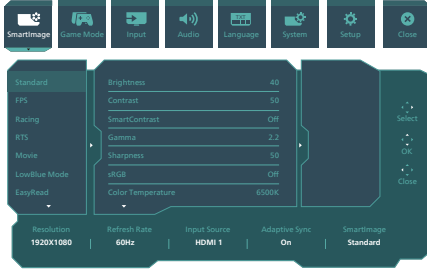 SmartImage
Game Mode
Input
Audio
TXT
Language
System
Setup
Close
Standard
FPS
Racing
RTS
Movie
LowBlue Mode
EasyRead
Brightness 40
Contrast 50
SmartContrast Off
Gamma 2.2
Sharpness 50
sRGB Off
Color Temperature 6500K
Select
OK
Close
Resolution Refresh Rate Input Source Adaptive Sync SmartImage
1920X1080 60Hz HDMI 1 On Standard